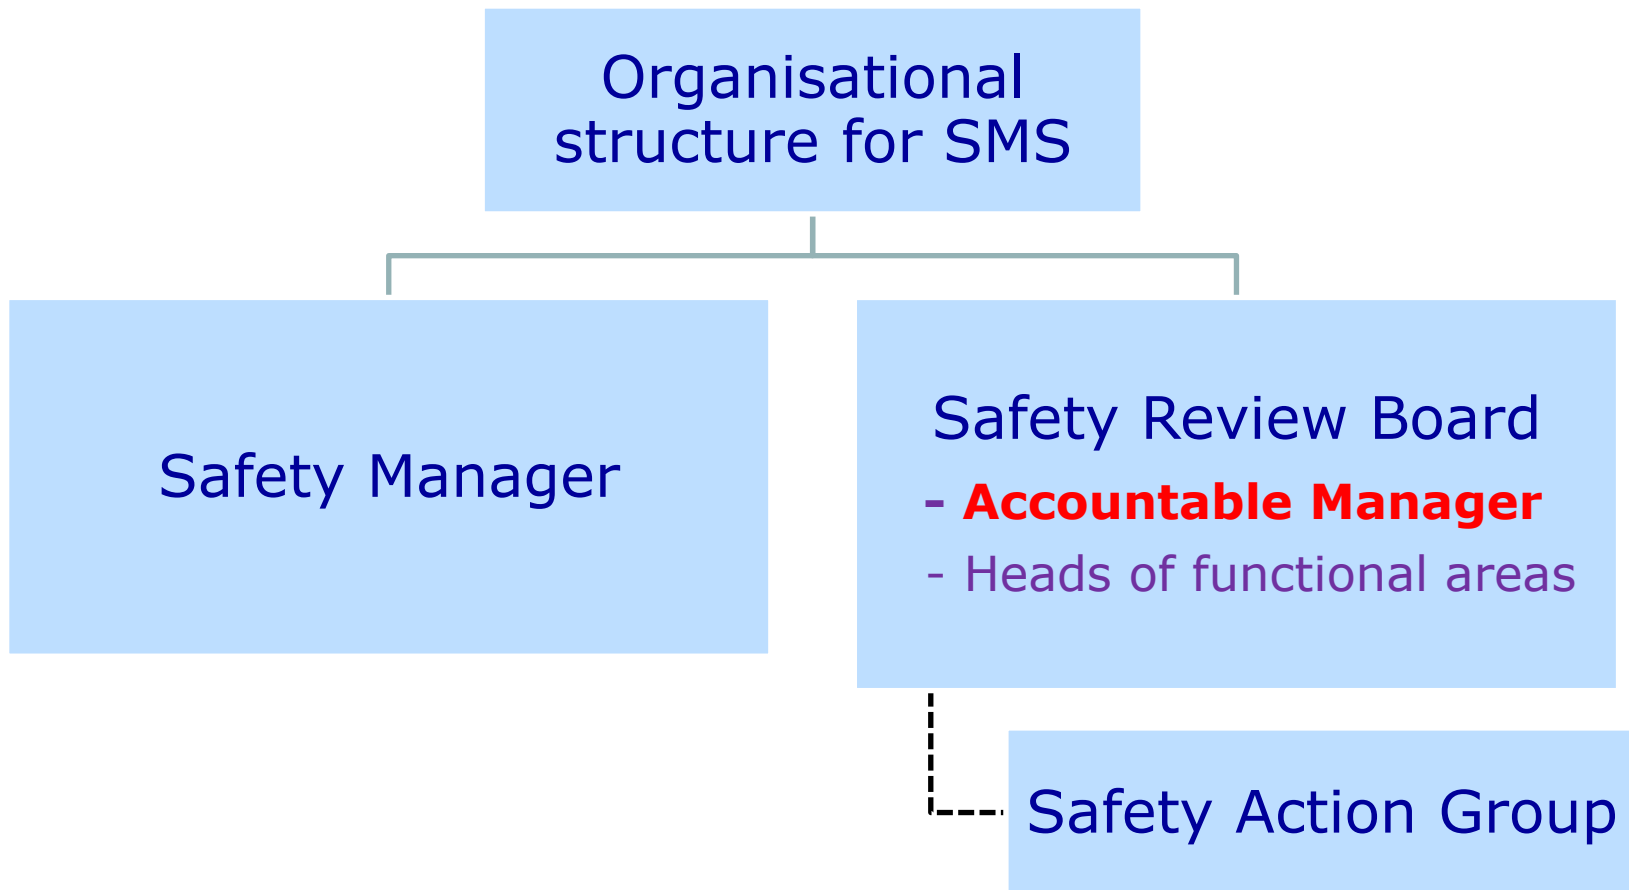 Organisational
structure for SMS
Safety Manager
Safety Review Board
- Accountable Manager
- Heads of functional areas
Safety Action Group